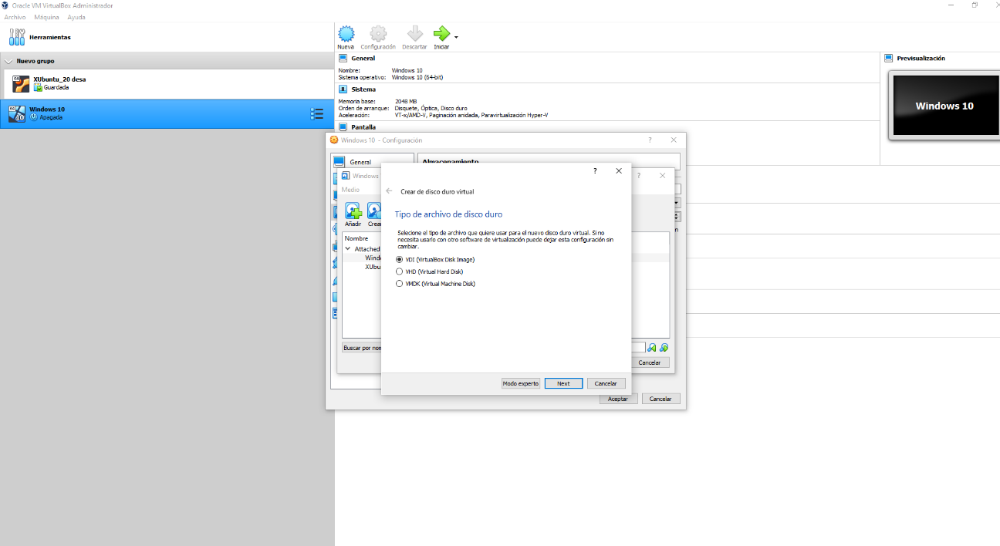 Oracle VM VirtualBox Administrador
Archivo Máquina Ayuda
Herramientas
Nuevo grupo
64
XUbuntu_20 desa
Guardada
64
10
Windows 10
Apagada
Nueva Configuración Descartar Iniciar
General
Nombre: Windows 10
Sistema operativo: Windows 10 (64-bit)
Sistema
Memoria base: 2048 MB
Orden de arranque: Disquete, Óptica, Disco duro
Aceleración: VT-x/AMD-V, Paginación anidada, Paravirtualización Hyper-V
Pantalla
Previsualización
Windows 10
Windows 10 - Configuración
?
General
Almacenamiento
Windows
?
Medio
Añadir Crear
Nombre
Attached
Wind
XUbu
Buscar por nom
Cancelar
Aceptar Cancelar
?
Crear de disco duro virtual
Tipo de archivo de disco duro
Selecione el tipo de archivo que quiere usar para el nuevo disco duro virtual. Si no
necesita usarlo con otro software de virtualización puede dejar esta configuración sin
cambiar.
VDI (VirtualBox Disk Image)
VHD (Virtual Hard Disk)
VMDK (Virtual Machine Disk)
Modo experto Next Cancelar